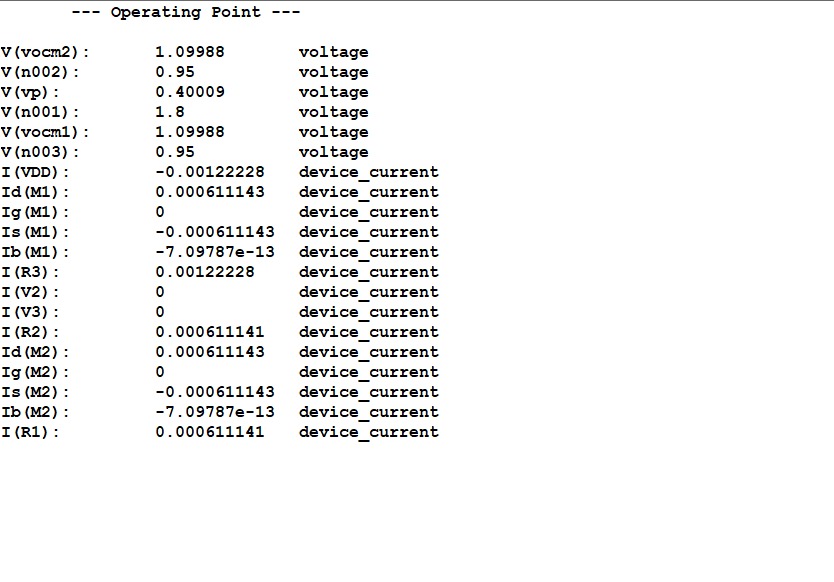 --- Operating Point ---
V(vocm2): 1.09988 voltage
V(n002): 0.95 voltage
V(vp): 0.40009 voltage
V(n001): 1.8 voltage
V(vocm1): 1.09988 voltage
V(n003): 0.95 voltage
I(VDD): -0.00122228 device_current
Id(M1): 0.000611143 device_current
Ig(M1): 0 device_current
Is(M1): -0.000611143 device_current
Ib(M1): -7.09787e-13 device_current
I(R3): 0.00122228 device_current
I(V2): 0 device_current
I(V3): 0 device_current
I(R2): 0.000611141 device_current
Id(M2): 0.000611143 device_current
Ig(M2): 0 device_current
Is(M2): -0.000611143 device_current
Ib(M2): -7.09787e-13 device_current
I(R1): 0.000611141 device_current